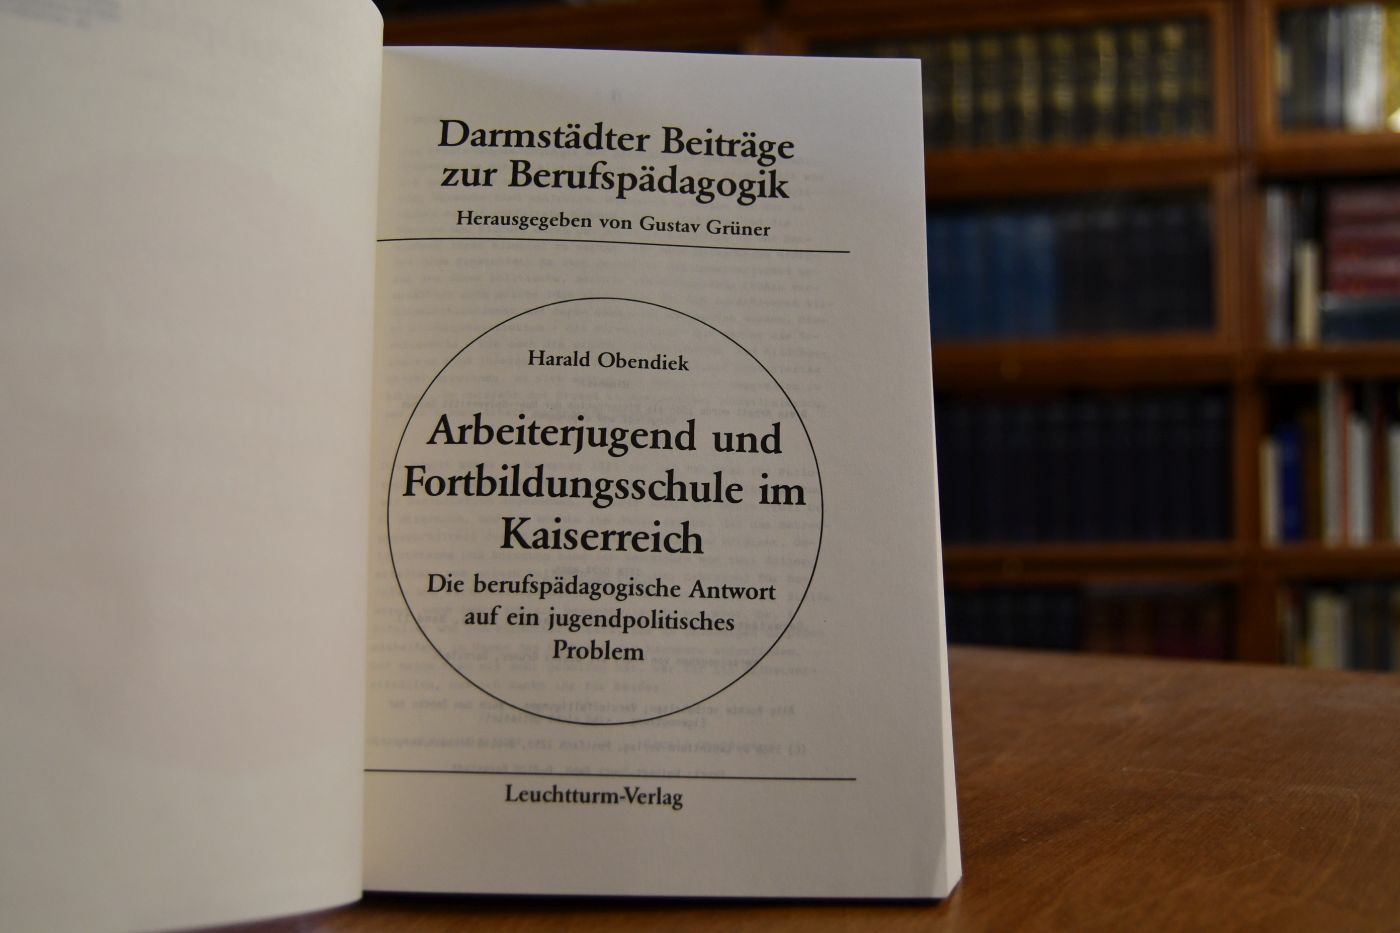 Darmstädter Beiträge
zur Berufspädagogik
Herausgegeben von Gustav Grüner
Harald Obendiek
Arbeiterjugend und
Fortbildungsschule im
Kaiserreich
Die berufspädagogische Antwort
auf ein jugendpolitisches
Problem
Leuchtturm-Verlag